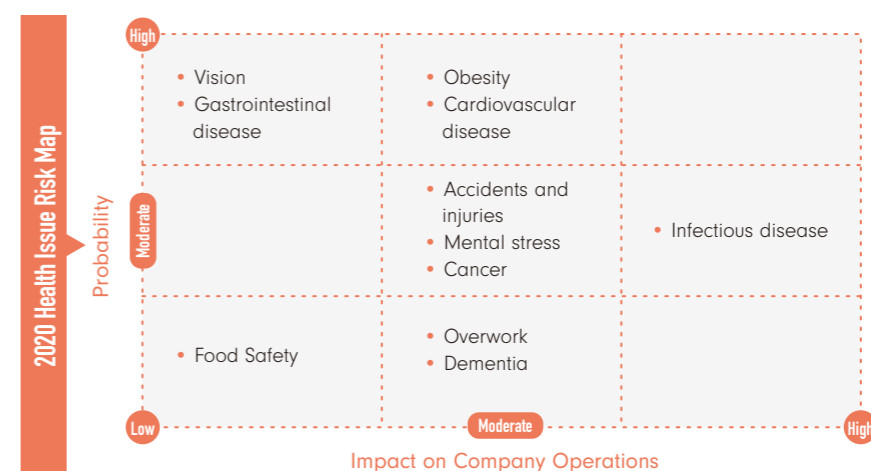 2020 Health Issue Risk Map
Probability
High
Moderate
Low
• Vision
• Gastrointestinal
disease
• Obesity
• Cardiovascular
disease
• Accidents and
injuries
• Mental stress
• Cancer
• Infectious disease
• Food Safety
• Overwork
• Dementia
Moderate
High
Impact on Company Operations